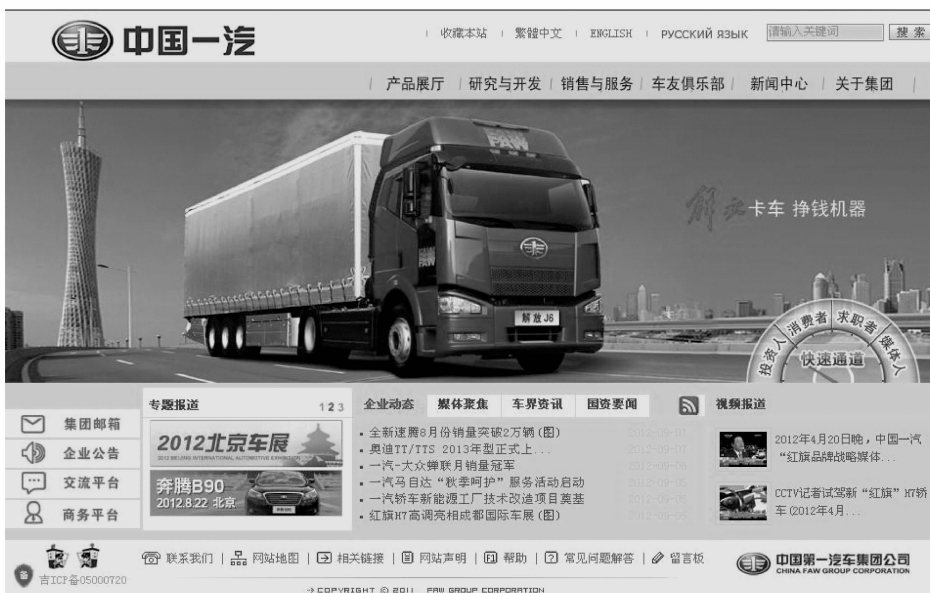 中国一汽
收藏本站 | 繁體中文 | ENGLISH | РУССКИЙ ЯЗЫК 请输入关键词 搜索
产品展厅 | 研究与开发 | 销售与服务 | 车友俱乐部 | 新闻中心 | 关于集团
FAW
解放卡车 挣钱机器
解放 J6
投资人 消费者 求职者 媒体人
快速通道
集团邮箱
企业公告
交流平台
商务平台
专题报道 1 2 3
2012北京车展
2012 BEIJING INTERNATIONAL AUTOMOTIVE EXHIBITION
奔腾B90
2012.8.22 北京
企业动态 媒体聚焦 车界资讯 国资要闻
全新速腾8月份销量突破2万辆(图) 2012-09-07
奥迪TT/TTS 2013年型正式上... 2012-09-07
一汽-大众蝉联月销量冠军 2012-09-06
一汽马自达“秋季呵护”服务活动启动
一汽轿车新能源工厂技术改造项目奠基
红旗H7高调亮相成都国际车展(图)
视频报道
2012年4月20日晚，中国一汽
“红旗品牌战略媒体...
CCTV记者试驾新“红旗”H7轿
车(2012年4月...
吉ICP备05000720
联系我们 | 网站地图 | 相关链接 | 网站声明 | 帮助 | 常见问题解答 | 留言板
中国第一汽车集团公司
CHINA FAW GROUP CORPORATION
COPYRIGHT © 2011 FAW GROUP CORPORATION